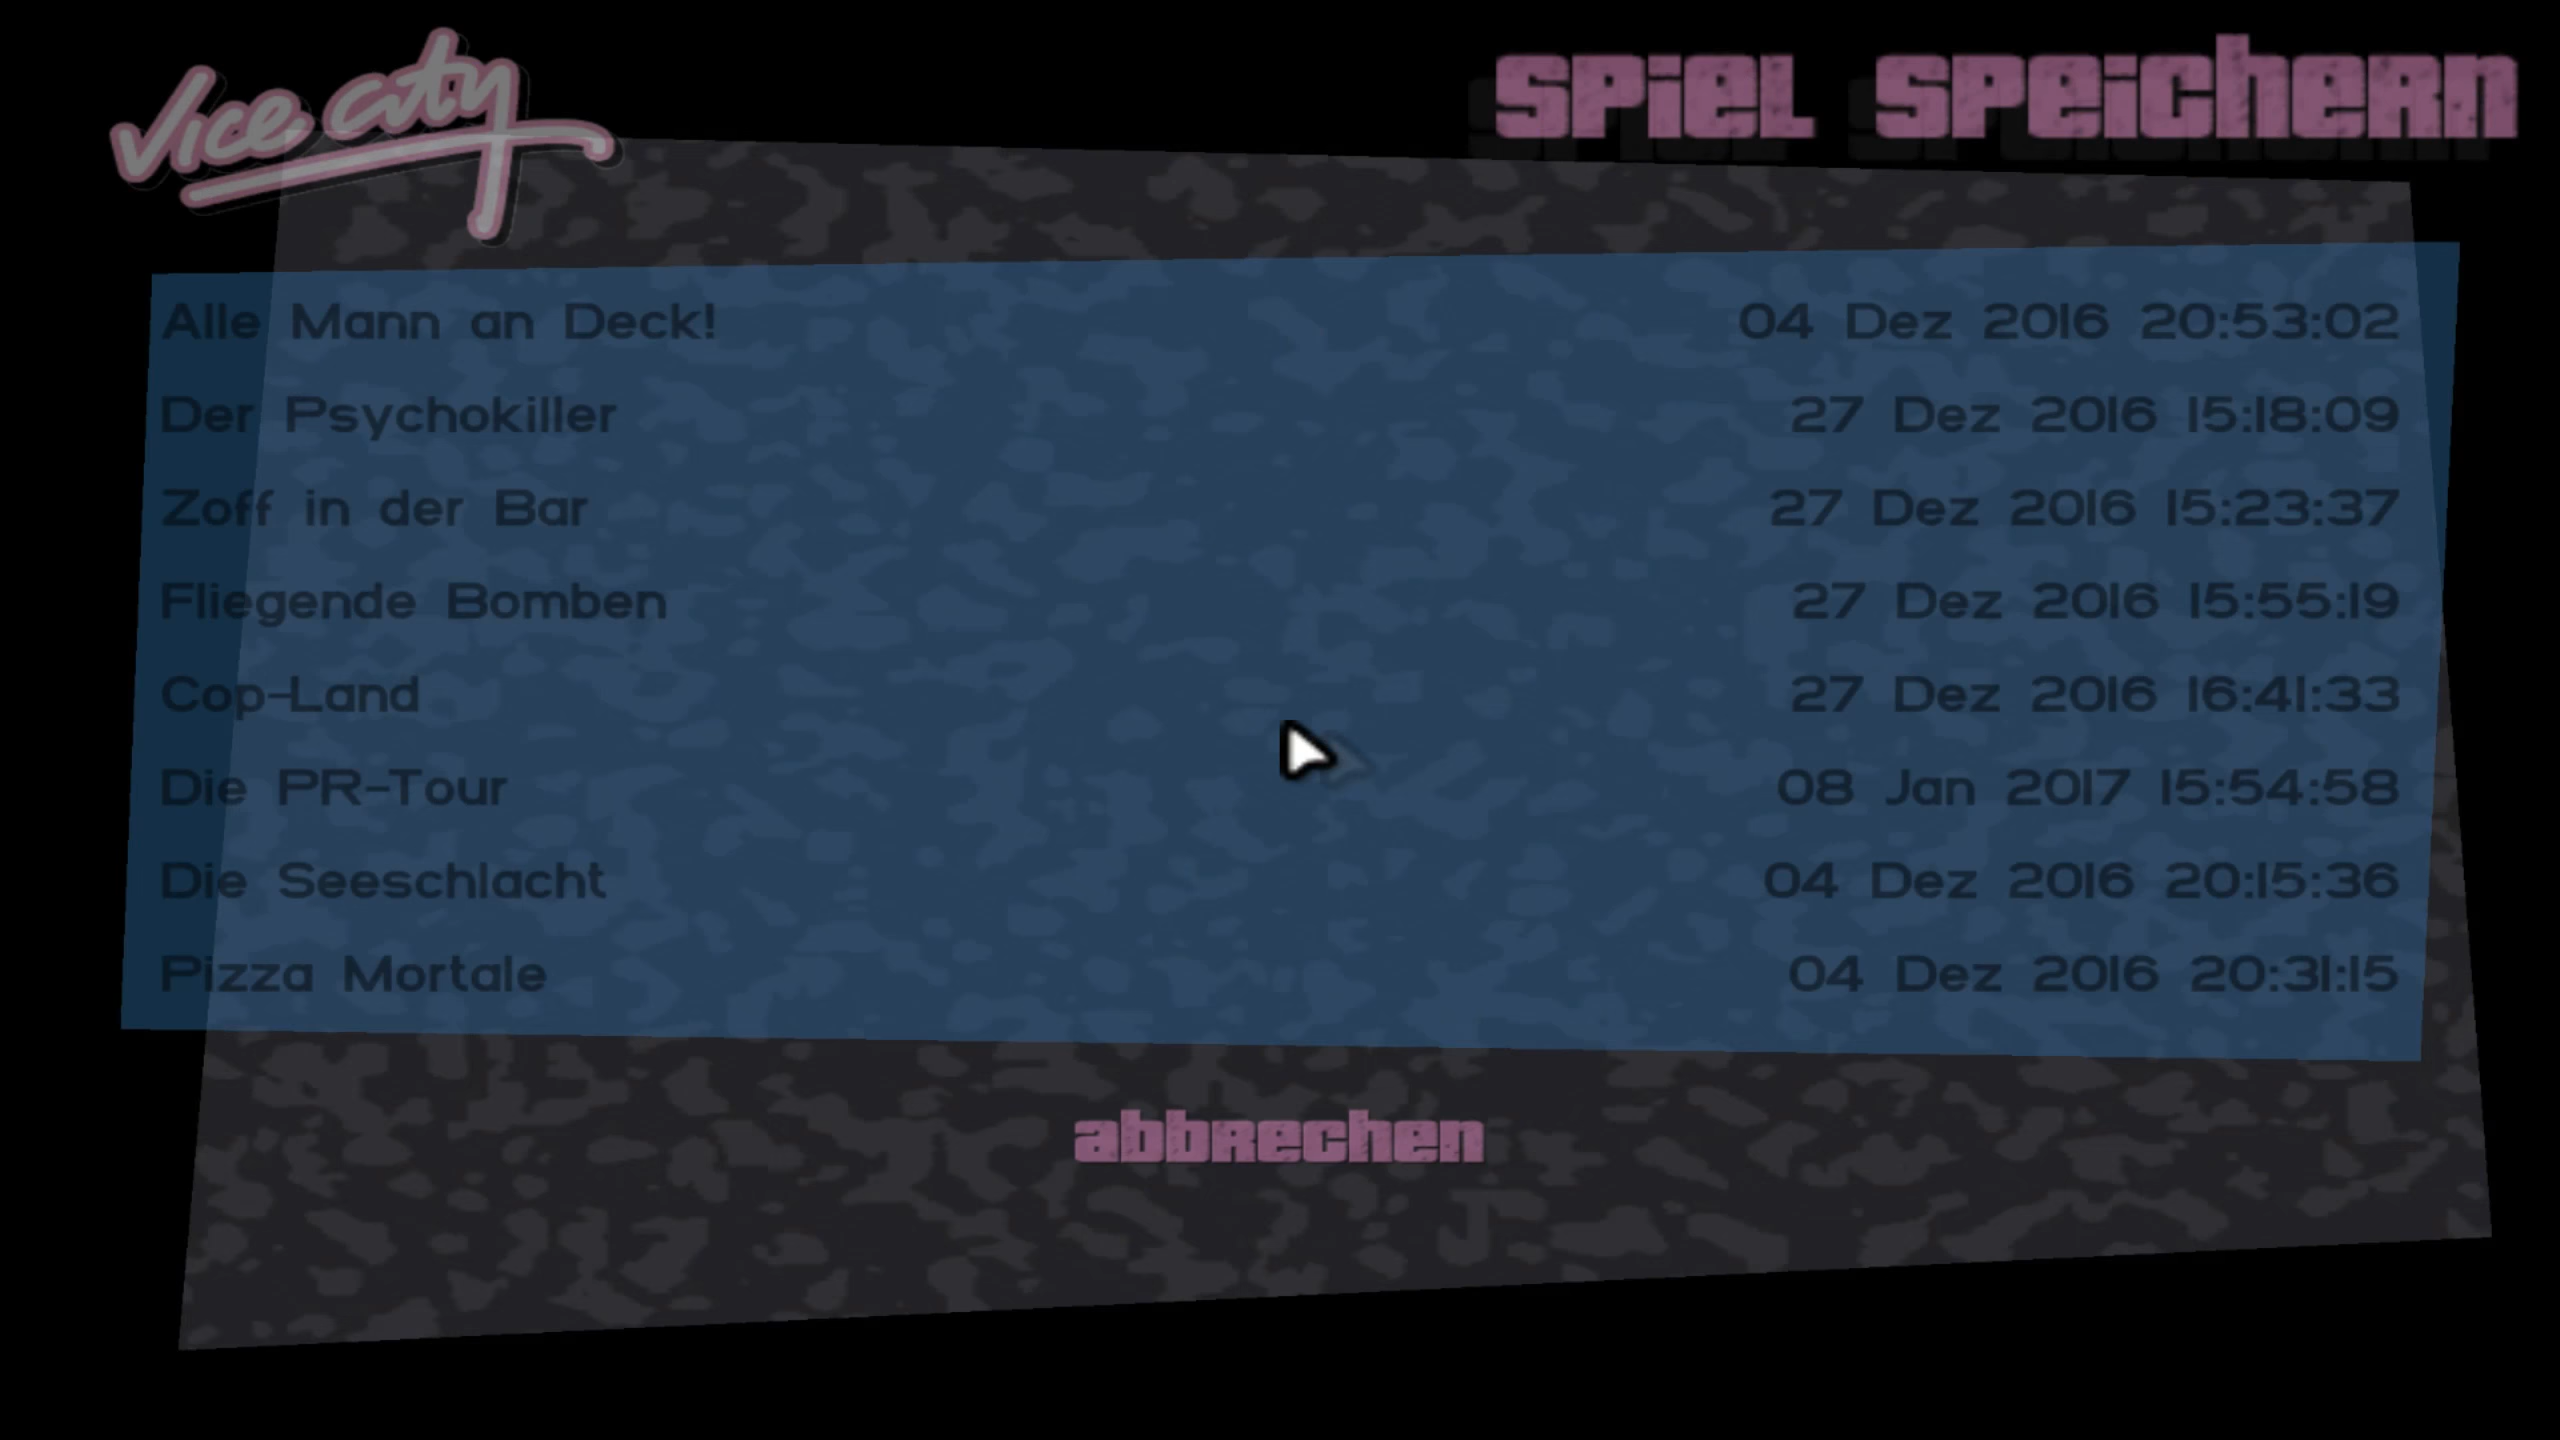 Vice City
SPIEL SPEICHERN
Alle Mann an Deck! 04 Dez 2016 20:53:02
Der Psychokiller 27 Dez 2016 15:18:09
Zoff in der Bar 27 Dez 2016 15:23:37
Fliegende Bomben 27 Dez 2016 15:55:19
Cop-Land 27 Dez 2016 16:41:33
Die PR-Tour 08 Jan 2017 15:54:58
Die Seeschlacht 04 Dez 2016 20:15:36
Pizza Mortale 04 Dez 2016 20:31:15
abbrechen